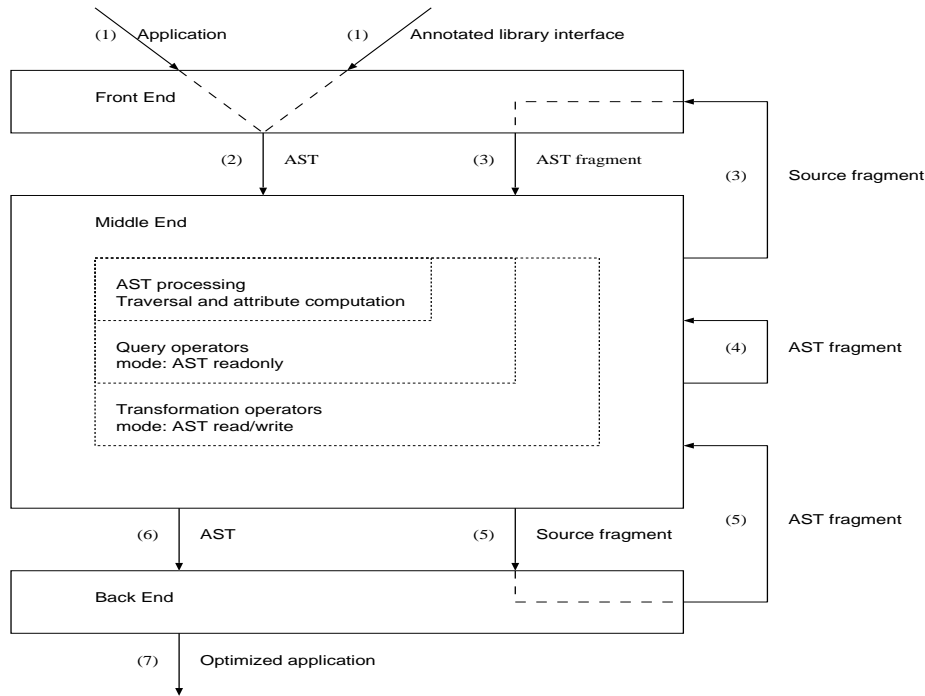 (1) Application
(1) Annotated library interface
Front End
(2) AST
(3) AST fragment
(3) Source fragment
Middle End
AST processing
Traversal and attribute computation
Query operators
mode: AST readonly
(4) AST fragment
Transformation operators
mode: AST read/write
(6) AST
(5) Source fragment
(5) AST fragment
Back End
(7) Optimized application